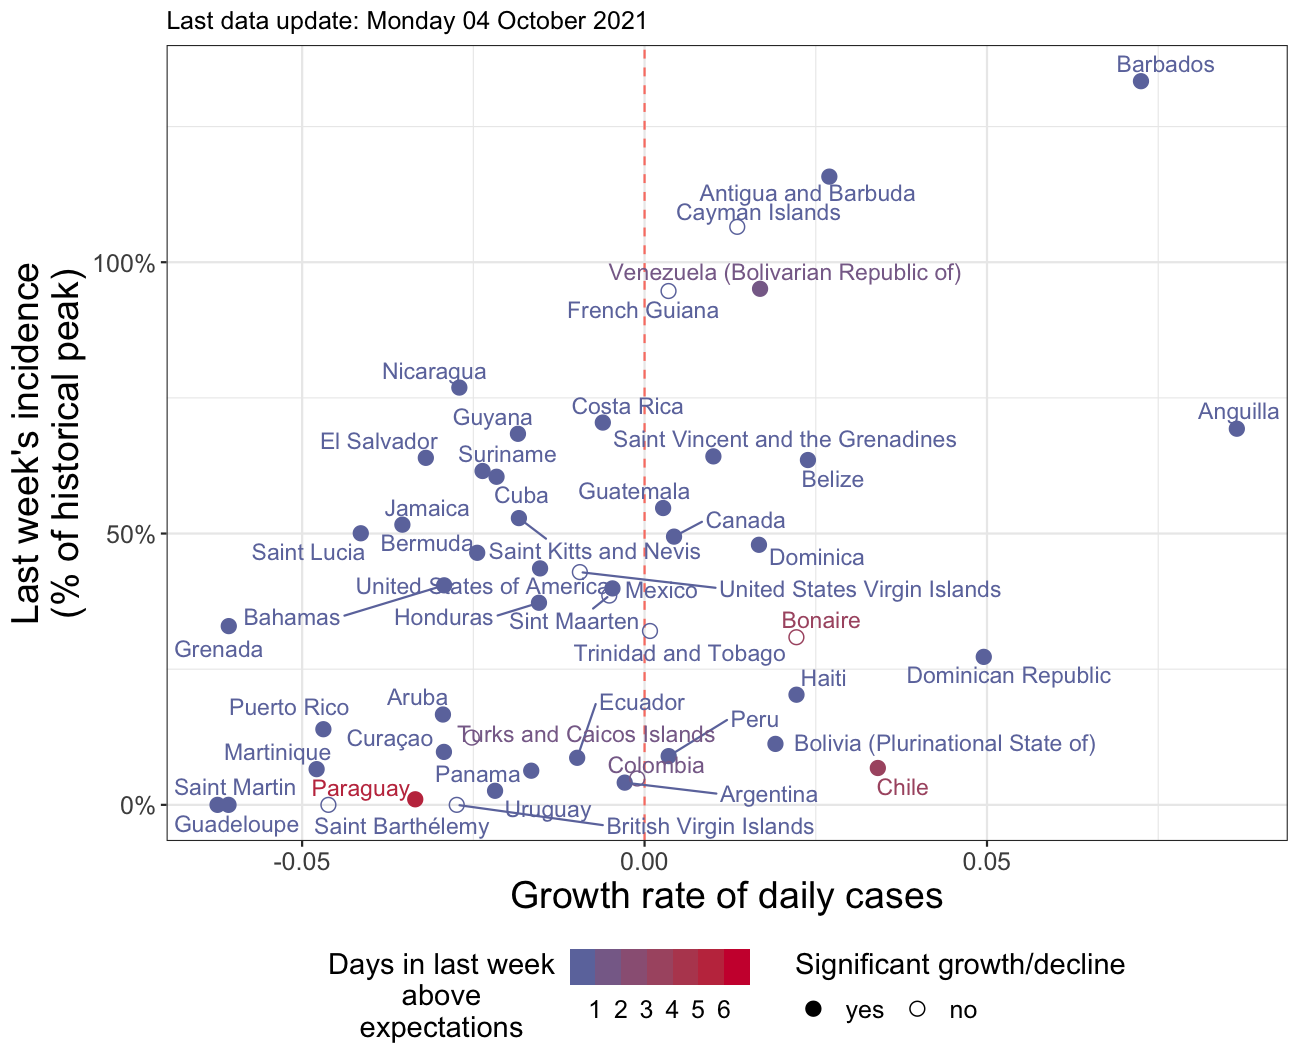 Last data update: Monday 04 October 2021
Last week's incidence
(% of historical peak)
100%
50%
0%
Barbados
Antigua and Barbuda
Cayman Islands
Venezuela (Bolivarian Republic of)
French Guiana
Nicaragua
Costa Rica
Anguilla
Guyana
El Salvador
Saint Vincent and the Grenadines
Suriname
Belize
Guatemala
Cuba
Jamaica
Canada
Bermuda
Saint Lucia
Saint Kitts and Nevis
Dominica
United States of America
Mexico
United States Virgin Islands
Bahamas
Honduras
Sint Maarten
Bonaire
Grenada
Trinidad and Tobago
Dominican Republic
Haiti
Aruba
Ecuador
Puerto Rico
Peru
Turks and Caicos Islands
Curaçao
Bolivia (Plurinational State of)
Martinique
Colombia
Panama
Saint Martin
Paraguay
Chile
Argentina
Uruguay
Guadeloupe
Saint Barthélemy
British Virgin Islands
-0.05
0.00
0.05
Growth rate of daily cases
Days in last week
above
expectations
1 2 3 4 5 6
Significant growth/decline
yes
no